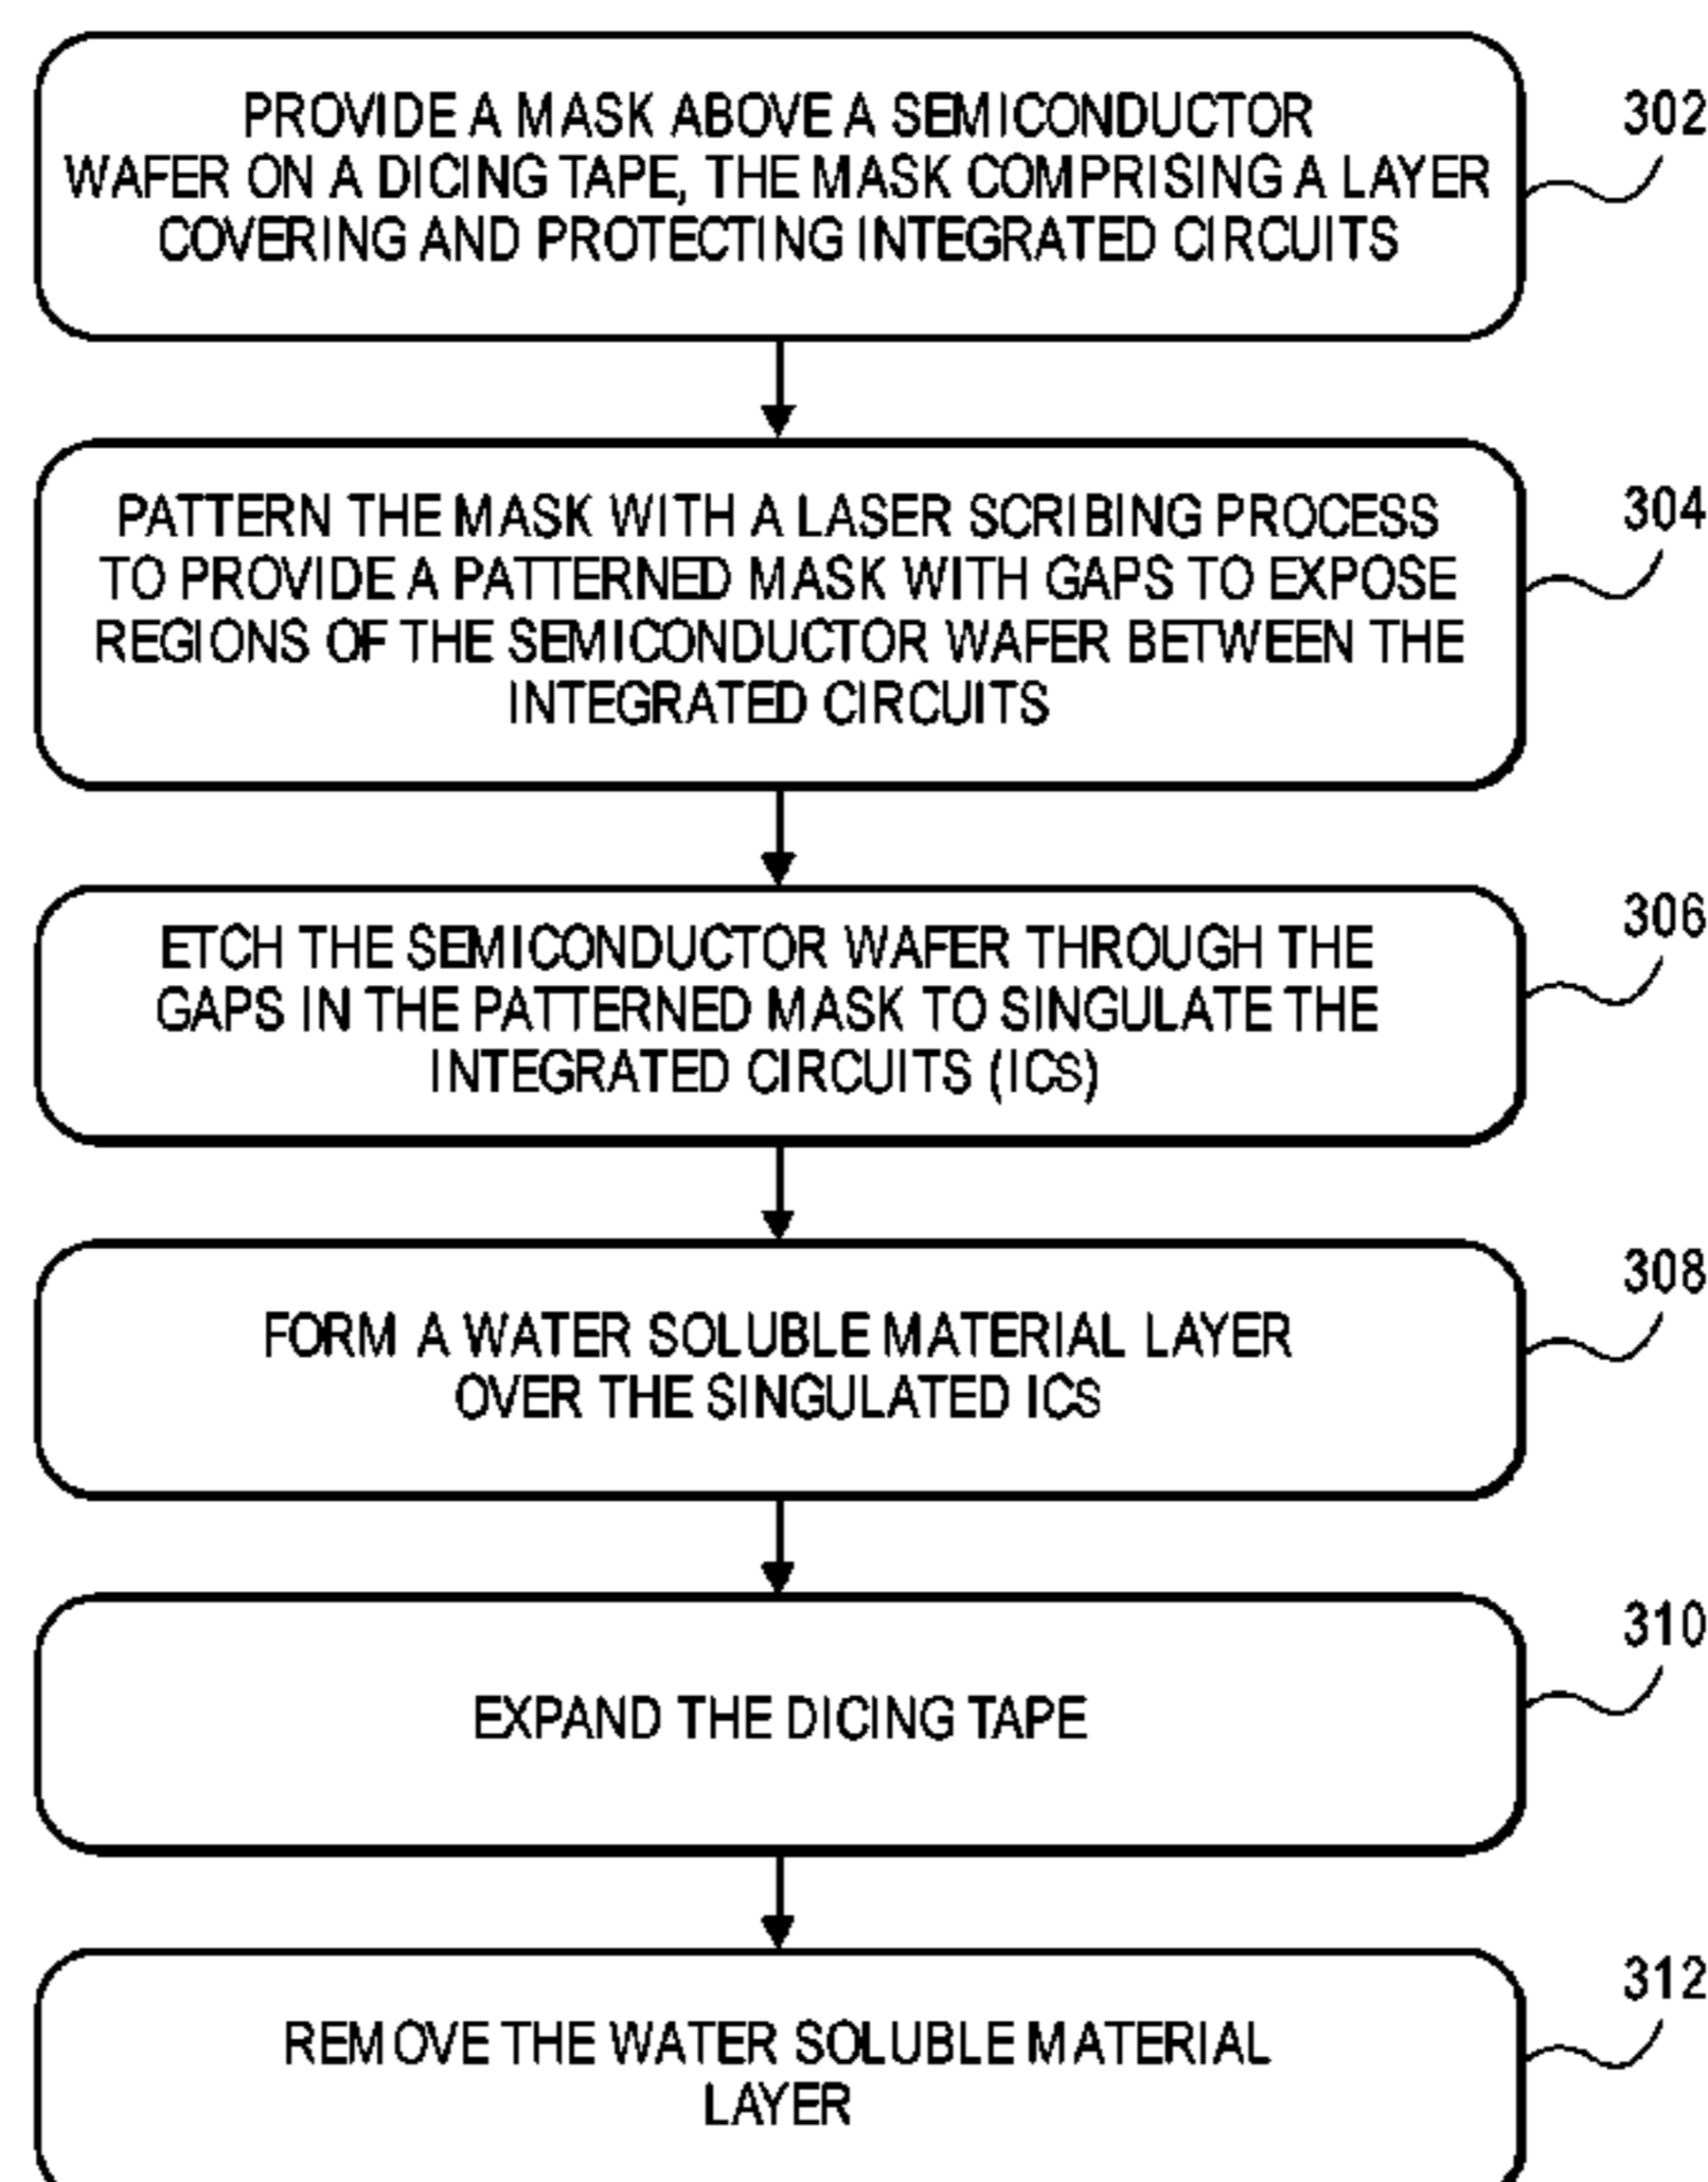 PROVIDE A MASK ABOVE A SEMICONDUCTOR
WAFER ON A DICING TAPE, THE MASK COMPRISING A LAYER
COVERING AND PROTECTING INTEGRATED CIRCUITS
302
PATTERN THE MASK WITH A LASER SCRIBING PROCESS
TO PROVIDE A PATTERNED MASK WITH GAPS TO EXPOSE
REGIONS OF THE SEMICONDUCTOR WAFER BETWEEN THE
INTEGRATED CIRCUITS
304
ETCH THE SEMICONDUCTOR WAFER THROUGH THE
GAPS IN THE PATTERNED MASK TO SINGULATE THE
INTEGRATED CIRCUITS (ICs)
306
FORM A WATER SOLUBLE MATERIAL LAYER
OVER THE SINGULATED ICs
308
EXPAND THE DICING TAPE
310
REMOVE THE WATER SOLUBLE MATERIAL
LAYER
312